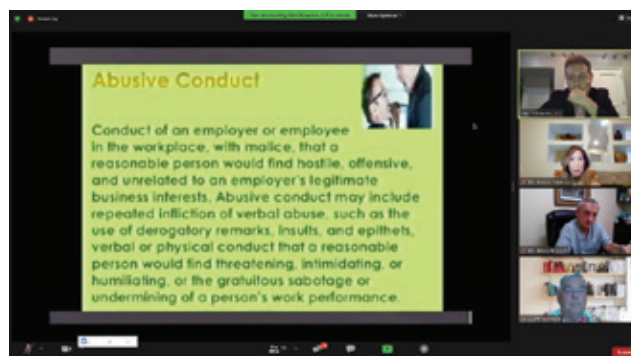 Abusive Conduct
Conduct of an employer or employee
in the workplace, with malice, that a
reasonable person would find hostile, offensive,
and unrelated to an employer's legitimate
business interests. Abusive conduct may include
repeated infliction of verbal abuse, such as the
use of derogatory remarks, insults, and epithets,
verbal or physical conduct that a reasonable
person would find threatening, intimidating, or
humiliating, or the gratuitous sabotage or
undermining of a person's work performance.